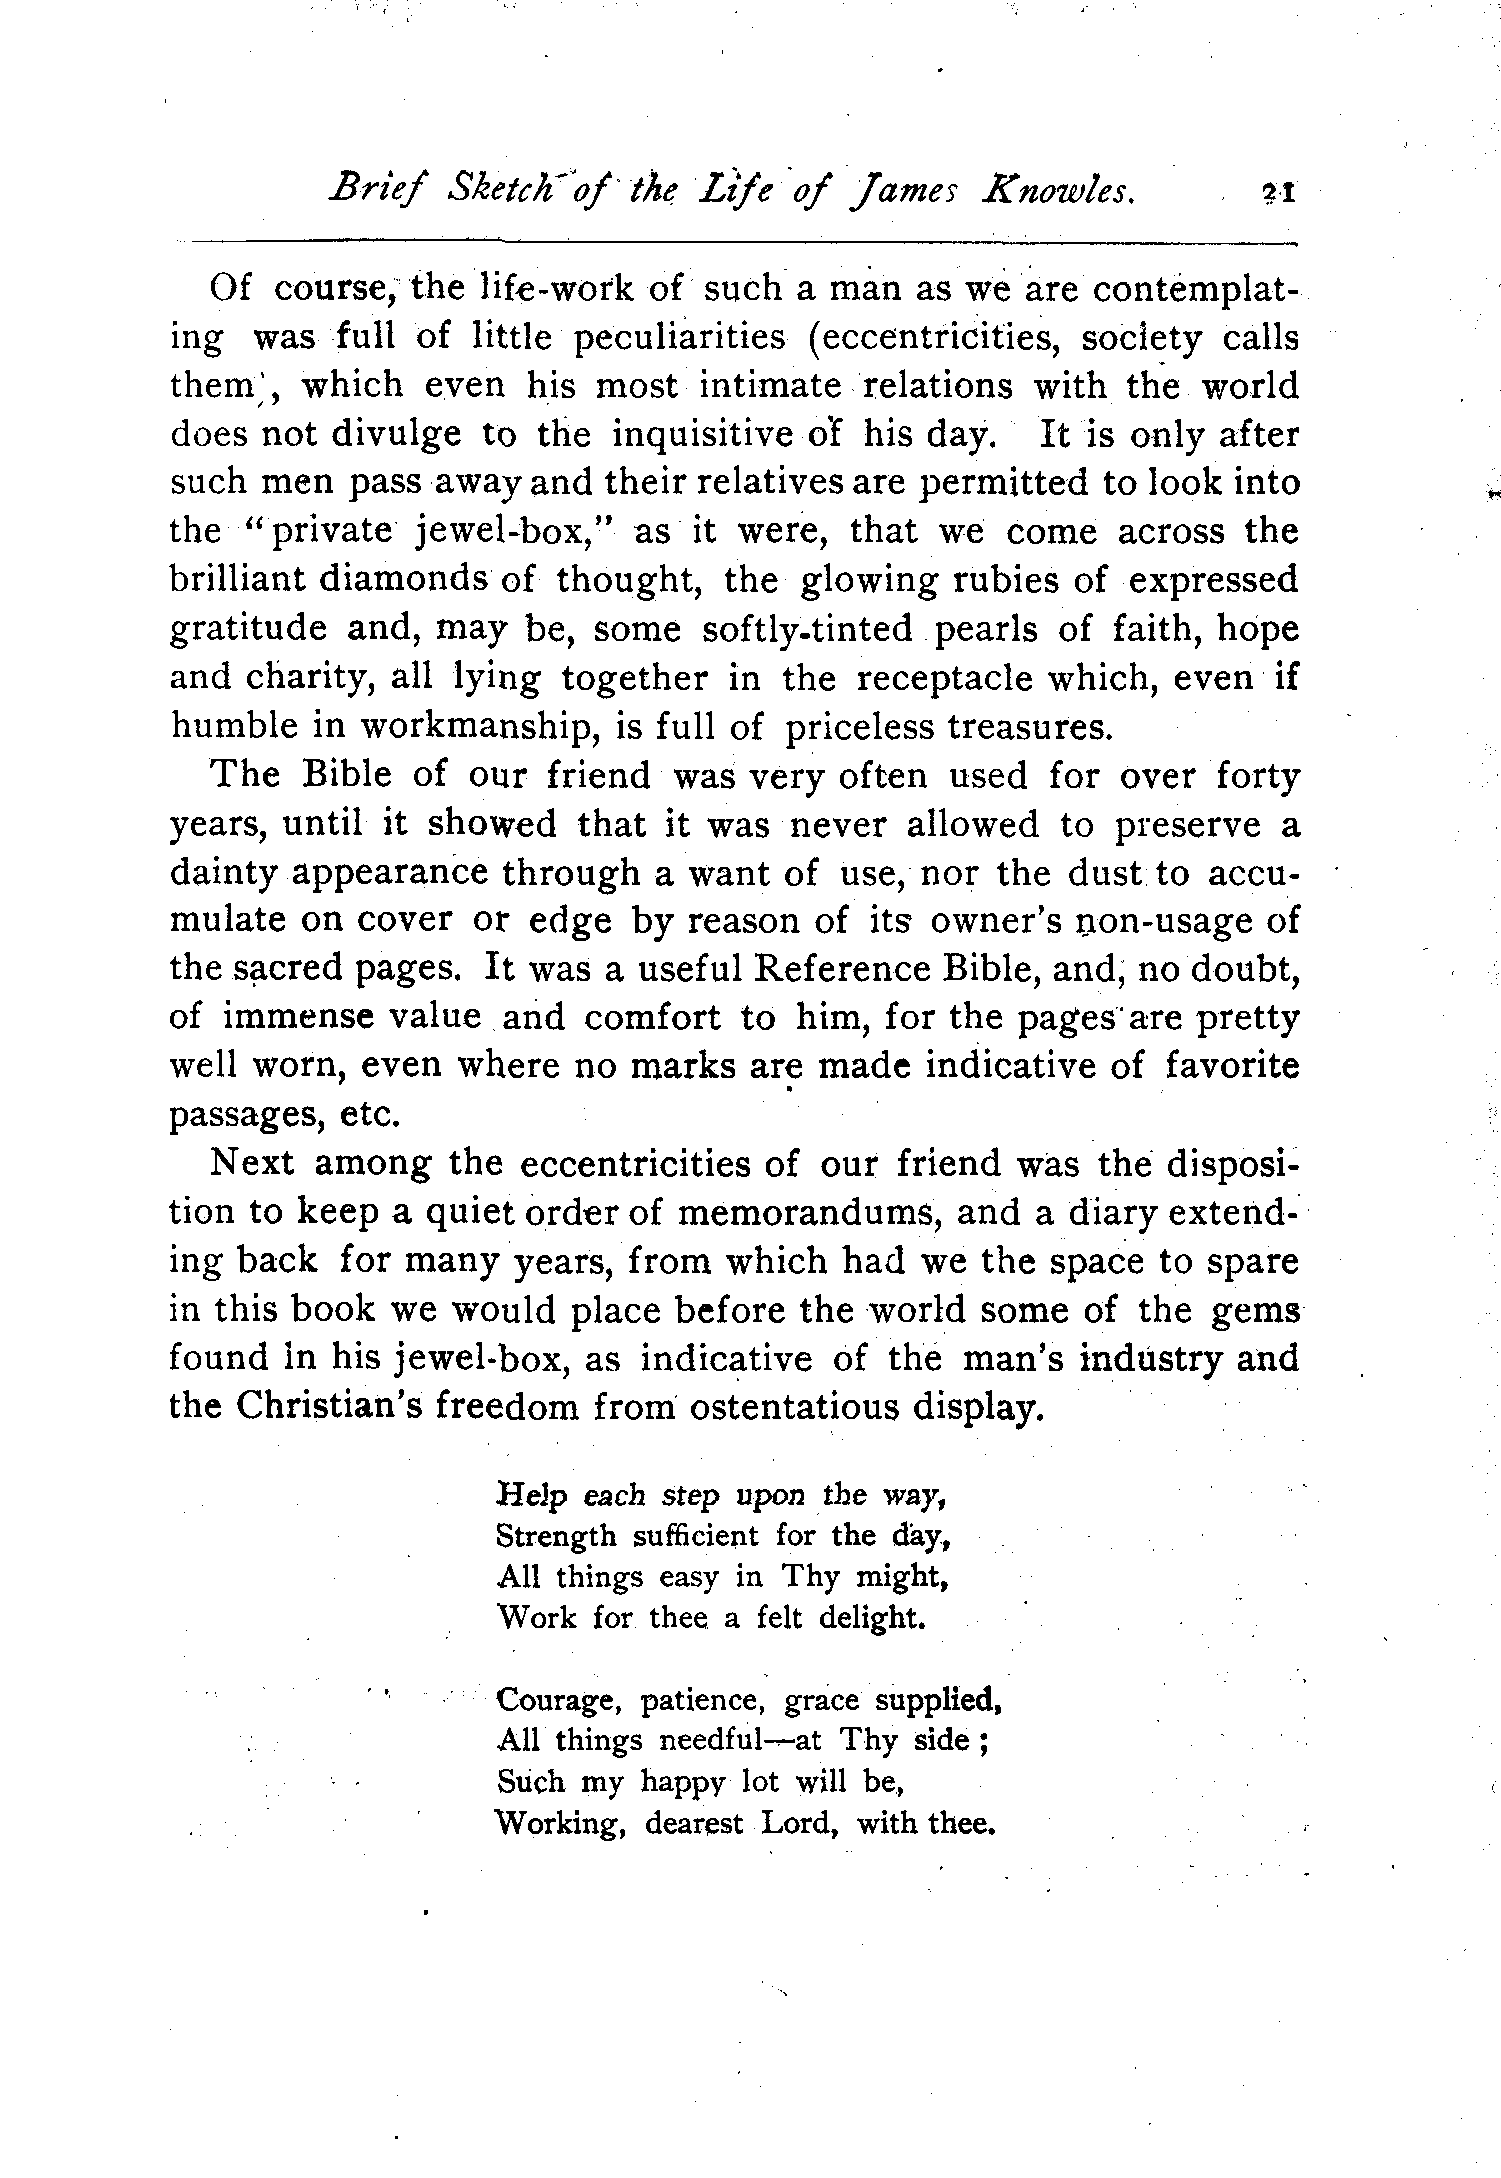 Brief Sketch of the Life of James Knowles. 21
Of course, the life-work of such a man as we are contemplat-
ing was full of little peculiarities (eccentricities, society calls
them), which even his most intimate relations with the world
does not divulge to the inquisitive of his day. It is only after
such men pass away and their relatives are permitted to look into
the "private jewel-box," as it were, that we come across the
brilliant diamonds of thought, the glowing rubies of expressed
gratitude and, may be, some softly-tinted pearls of faith, hope
and charity, all lying together in the receptacle which, even if
humble in workmanship, is full of priceless treasures.
The Bible of our friend was very often used for over forty
years, until it showed that it was never allowed to preserve a
dainty appearance through a want of use, nor the dust to accu-
mulate on cover or edge by reason of its owner's non-usage of
the sacred pages. It was a useful Reference Bible, and, no doubt,
of immense value and comfort to him, for the pages are pretty
well worn, even where no marks are made indicative of favorite
passages, etc.
Next among the eccentricities of our friend was the disposi-
tion to keep a quiet order of memorandums, and a diary extend-
ing back for many years, from which had we the space to spare
in this book we would place before the world some of the gems
found in his jewel-box, as indicative of the man's industry and
the Christian's freedom from ostentatious display.
Help each step upon the way,
Strength sufficient for the day,
All things easy in Thy might,
Work for thee a felt delight.
Courage, patience, grace supplied,
All things needful—at Thy side ;
Such my happy lot will be,
Working, dearest Lord, with thee.